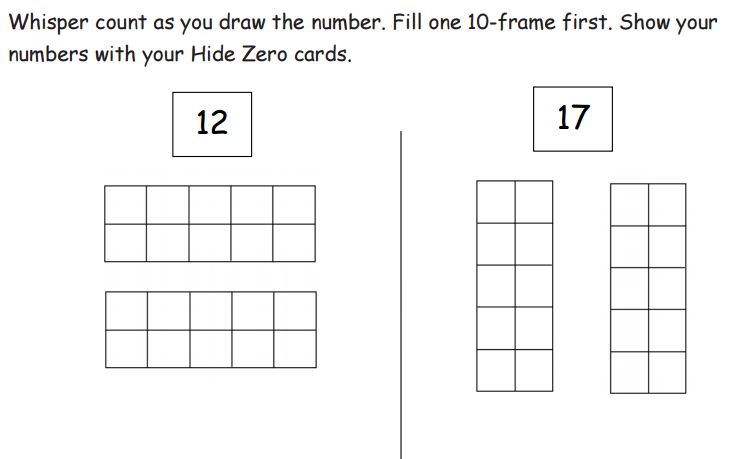 Whisper count as you draw the number. Fill one 10-frame first. Show your
numbers with your Hide Zero cards.
12
17